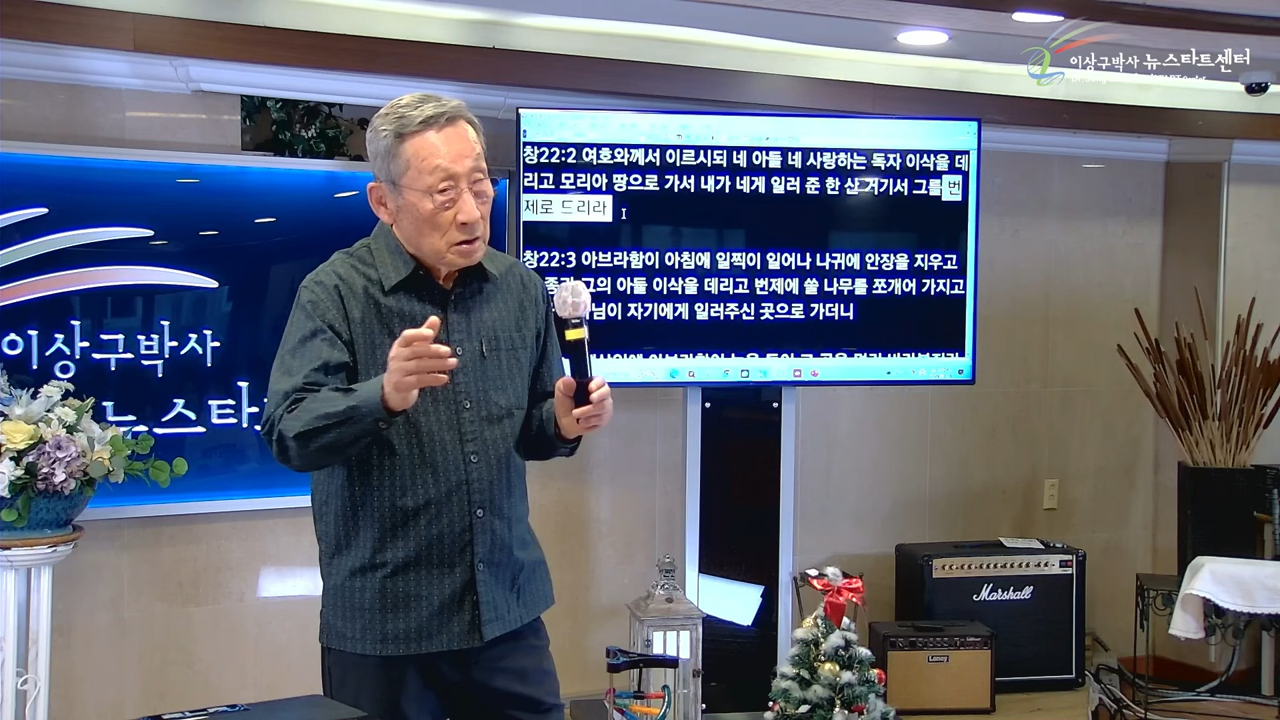 이상구박사 뉴스타트센터
창22:2 여호와께서 이르시되 네 아들 네 사랑하는 독자 이삭을 데
리고 모리아 땅으로 가서 내가 네게 일러 준 한 산 거기서 그를 번
제로 드리라
창22:3 아브라함이 아침에 일찍이 일어나 나귀에 안장을 지우고
그의 아들 이삭을 데리고 번제에 쓸 나무를 쪼개어 가지고
자기에게 일러주신 곳으로 가더니
이상구박사
뉴스타
Marshall
Laney